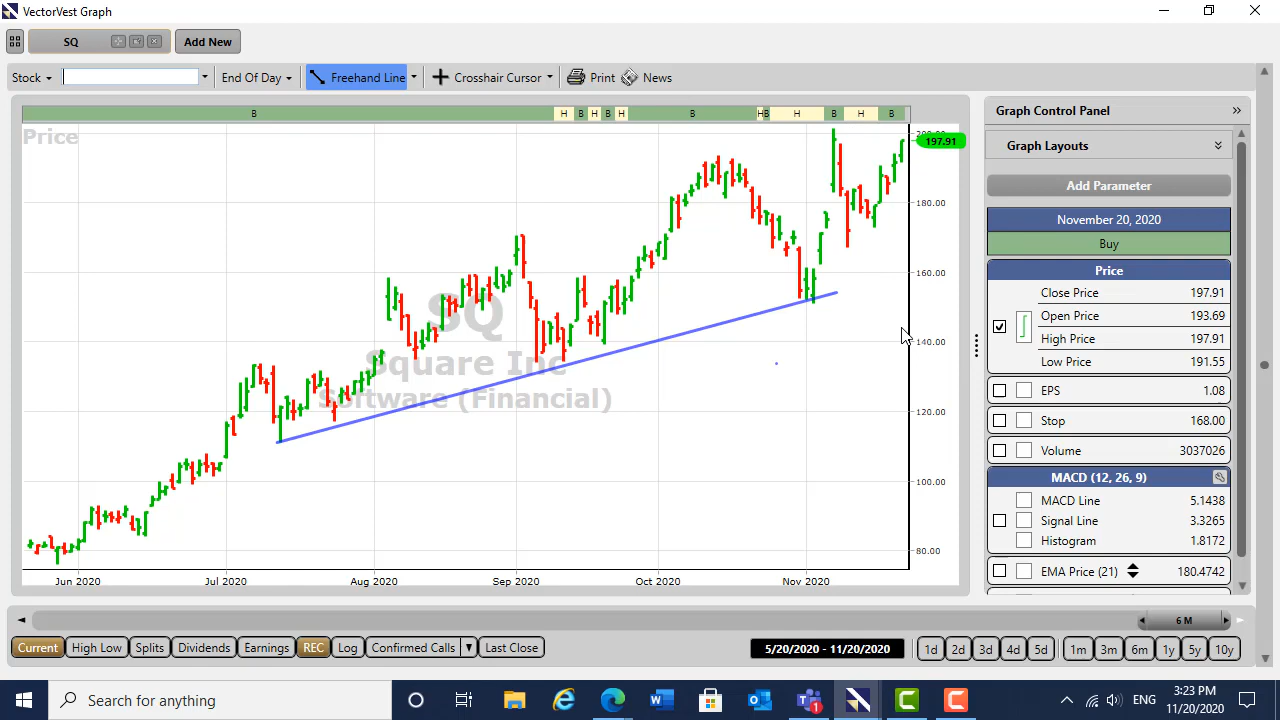 VectorVest Graph
SQ
Add New
Stock
End Of Day
Freehand Line
Crosshair Cursor
Print
News
B H B H B H B HB H B H B
Price
200.00
197.91
180.00
160.00
140.00
120.00
100.00
80.00
SQ
Square Inc
Software (Financial)
Jun 2020 Jul 2020 Aug 2020 Sep 2020 Oct 2020 Nov 2020
Graph Control Panel
Graph Layouts
Add Parameter
November 20, 2020
Buy
Price
Close Price 197.91
Open Price 193.69
High Price 197.91
Low Price 191.55
EPS 1.08
Stop 168.00
Volume 3037026
MACD (12, 26, 9)
MACD Line 5.1438
Signal Line 3.3265
Histogram 1.8172
EMA Price (21) 180.4742
6 M
Current High Low Splits Dividends Earnings REC Log Confirmed Calls Last Close
5/20/2020 - 11/20/2020
1d 2d 3d 4d 5d 1m 3m 6m 1y 5y 10y
Search for anything
1
ENG
3:23 PM
11/20/2020